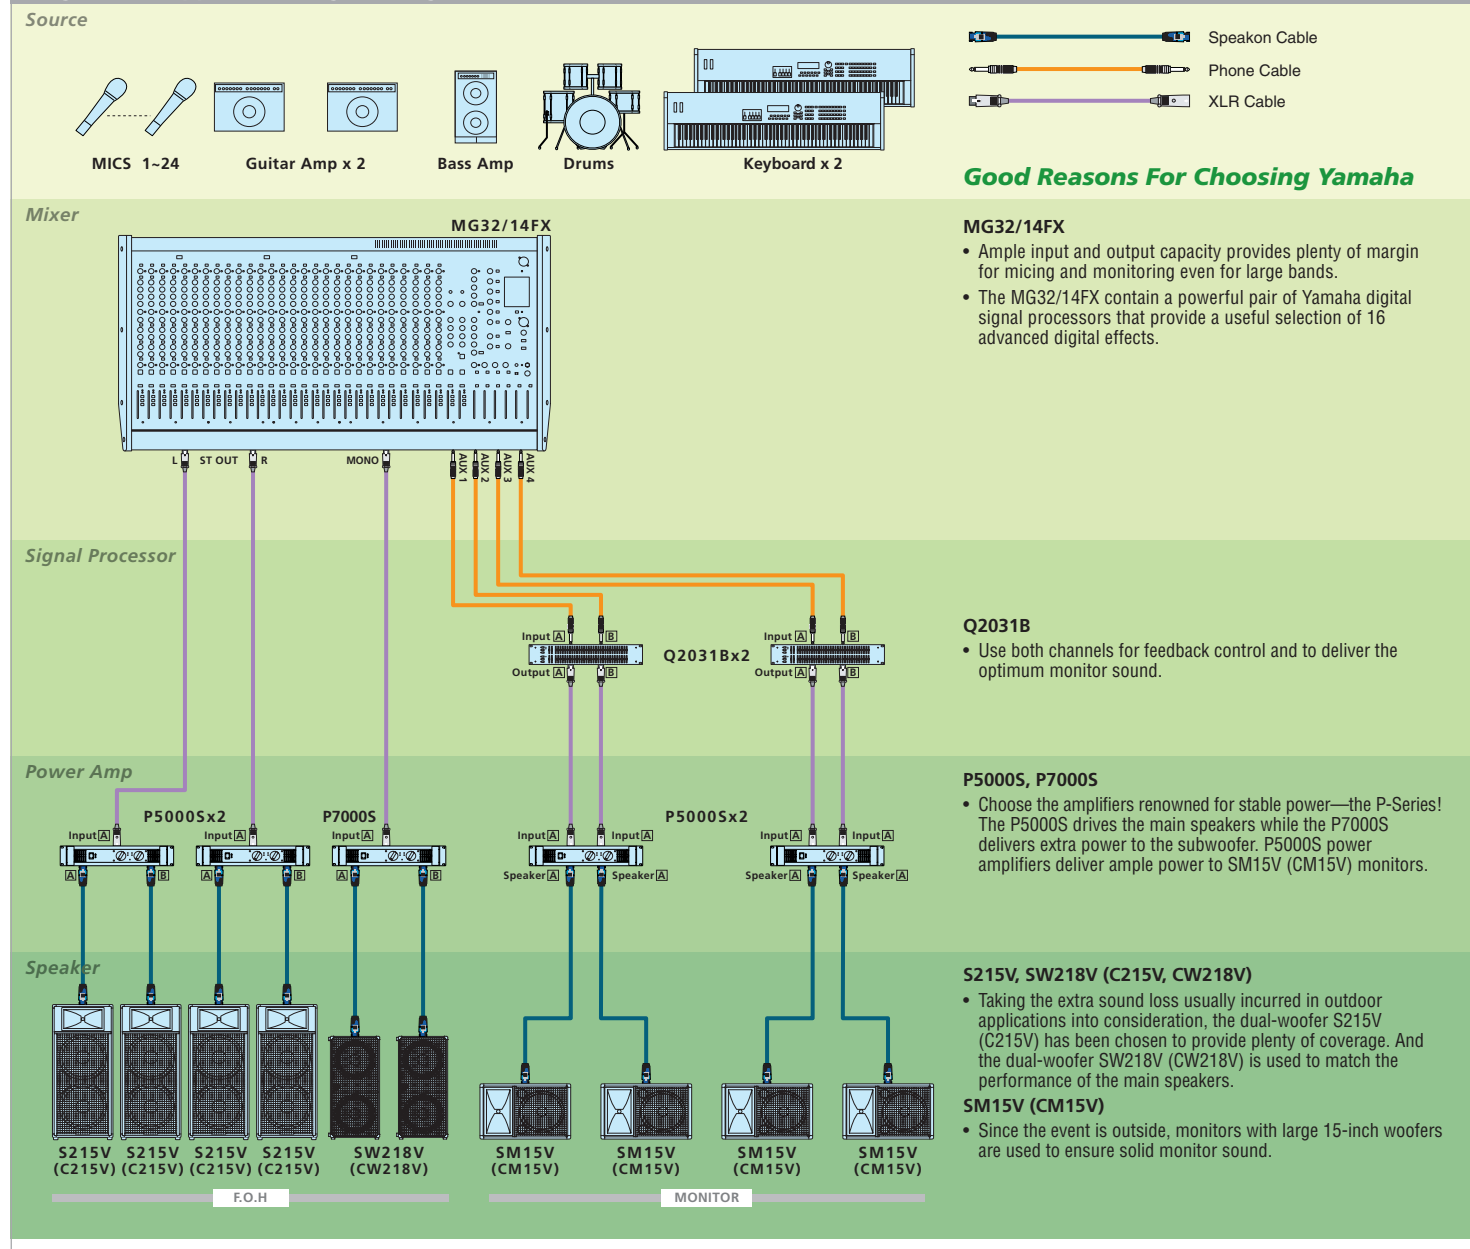 Source
Speakon Cable
Phone Cable
XLR Cable
MICS 1~24
Guitar Amp x 2
Bass Amp
Drums
Keyboard x 2
Good Reasons For Choosing Yamaha
Mixer
MG32/14FX
L ST OUT R
MONO
AUX 1
AUX 2
AUX 3
AUX 4
MG32/14FX
• Ample input and output capacity provides plenty of margin
for micing and monitoring even for large bands.
• The MG32/14FX contain a powerful pair of Yamaha digital
signal processors that provide a useful selection of 16
advanced digital effects.
Signal Processor
Input A B
Q2031Bx2
Output A B
Input A B
Output A B
Q2031B
• Use both channels for feedback control and to deliver the
optimum monitor sound.
Power Amp
P5000Sx2
P7000S
P5000Sx2
Input A
Input A
Input A
Input A
Input A
Input A
Input A
A B
A B
A B
Speaker A
Speaker A
Speaker A
Speaker A
P5000S, P7000S
• Choose the amplifiers renowned for stable power—the P-Series!
The P5000S drives the main speakers while the P7000S
delivers extra power to the subwoofer. P5000S power
amplifiers deliver ample power to SM15V (CM15V) monitors.
Speaker
S215V
(C215V)
S215V
(C215V)
S215V
(C215V)
S215V
(C215V)
SW218V
(CW218V)
SM15V
(CM15V)
SM15V
(CM15V)
SM15V
(CM15V)
SM15V
(CM15V)
F.O.H
MONITOR
S215V, SW218V (C215V, CW218V)
• Taking the extra sound loss usually incurred in outdoor
applications into consideration, the dual-woofer S215V
(C215V) has been chosen to provide plenty of coverage. And
the dual-woofer SW218V (CW218V) is used to match the
performance of the main speakers.
SM15V (CM15V)
• Since the event is outside, monitors with large 15-inch woofers
are used to ensure solid monitor sound.